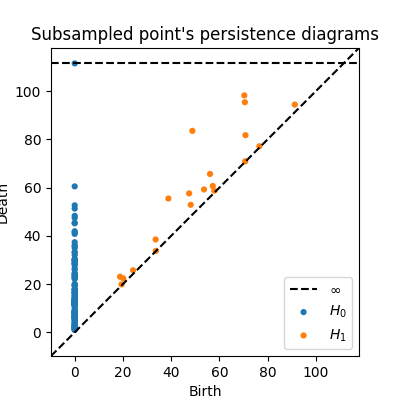 Subsampled point's persistence diagrams
100
80
60
40
20
0
Death
∞
H₀
H₁
0 20 40 60 80 100
Birth